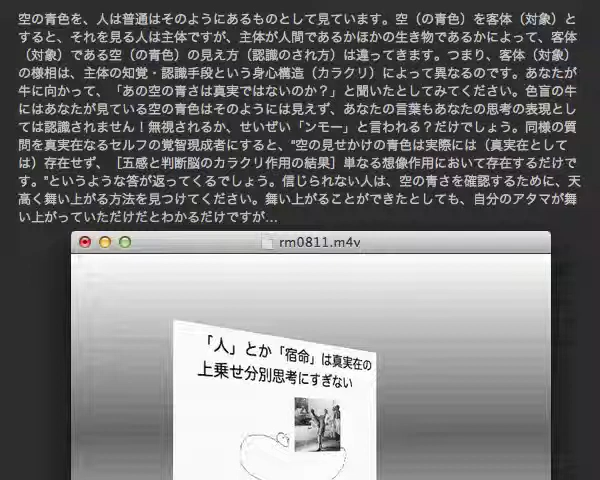 空の青色を、人は普通はそのようにあるものとして見ています。空（の青色）を客体（対象）と
すると、それを見る人は主体ですが、主体が人間であるかほかの生き物であるかによって、客体
（対象）である空（の青色）の見え方（認識のされ方）は違ってきます。つまり、客体（対象）
の様相は、主体の知覚・認識手段という身心構造（カラクリ）によって異なるのです。あなたが
牛に向かって、「あの空の青さは真実ではないのか？」と聞いたとしてみてください。色盲の牛
にはあなたが見ている空の青色はそのようには見えず、あなたの言葉もあなたの思考の表現とし
ては認識されません！無視されるか、せいぜい「ンモー」と言われる？だけでしょう。同様の質
問を真実在なるセルフの覚智現成者にすると、"空の見せかけの青色は実際には（真実在として
は）存在せず、［五感と判断脳のカラクリ作用の結果］単なる想像作用において存在するだけで
す。"というような答が返ってくるでしょう。信じられない人は、空の青さを確認するために、天
高く舞い上がる方法を見つけてください。舞い上がることができたとしても、自分のアタマが舞
い上がっていただけだとわかるだけですが...
rm0811.m4v
「人」とか「宿命」は真実在の
上乗せ分別思考にすぎない